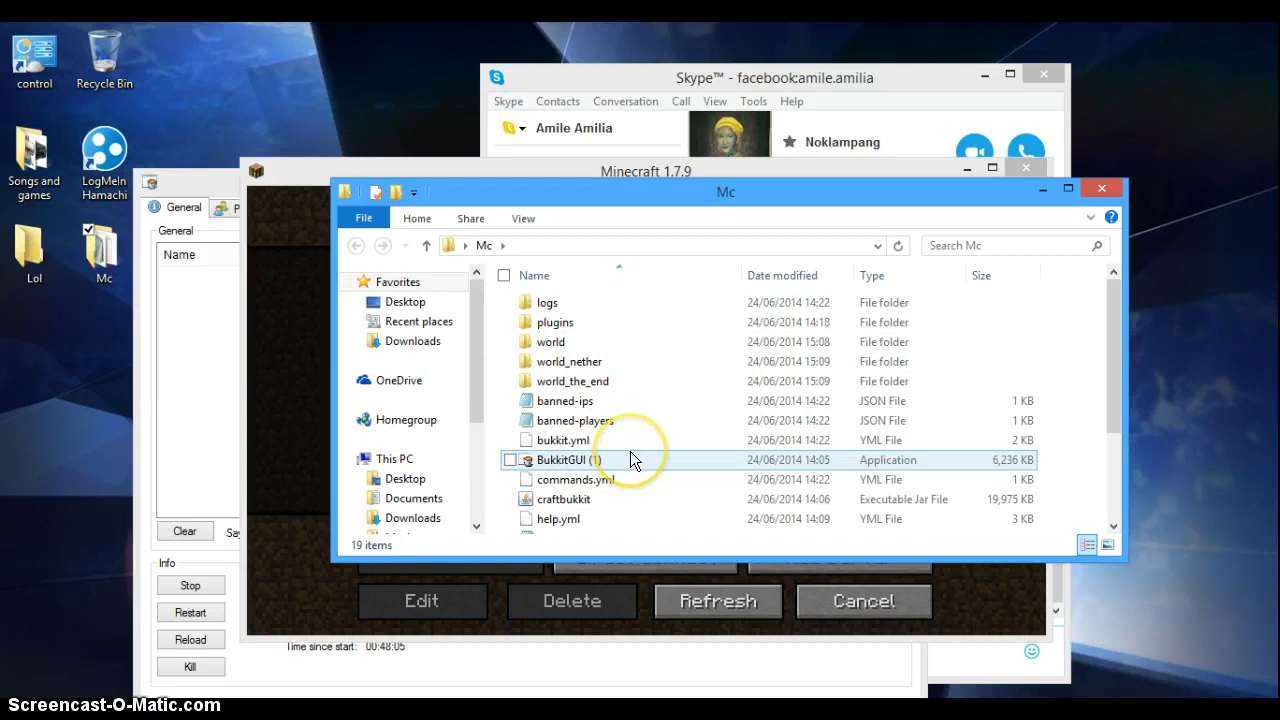 control
Recycle Bin
Songs and
games
LogMeIn
Hamachi
Lol
Mc
Skype™ - facebook:amile.amilia
Skype Contacts Conversation Call View Tools Help
Amile Amilia
Noklampang
Minecraft 1.7.9
General
General
Name
Clear
Info
Stop
Restart
Reload
Kill
Time since start: 00:48:05
Mc
File Home Share View
Mc
Search Mc
Favorites
Desktop
Recent places
Downloads
OneDrive
Homegroup
This PC
Desktop
Documents
Downloads
Name Date modified Type Size
logs 24/06/2014 14:22 File folder
plugins 24/06/2014 14:18 File folder
world 24/06/2014 15:08 File folder
world_nether 24/06/2014 15:09 File folder
world_the_end 24/06/2014 15:09 File folder
banned-ips 24/06/2014 14:22 JSON File 1 KB
banned-players 24/06/2014 14:22 JSON File 1 KB
bukkit.yml 24/06/2014 14:22 YML File 2 KB
BukkitGUI (1) 24/06/2014 14:05 Application 6,236 KB
commands.yml 24/06/2014 14:22 YML File 1 KB
craftbukkit 24/06/2014 14:06 Executable Jar File 19,975 KB
help.yml 24/06/2014 14:09 YML File 3 KB
19 items
Edit Delete Refresh Cancel
Screencast-O-Matic.com